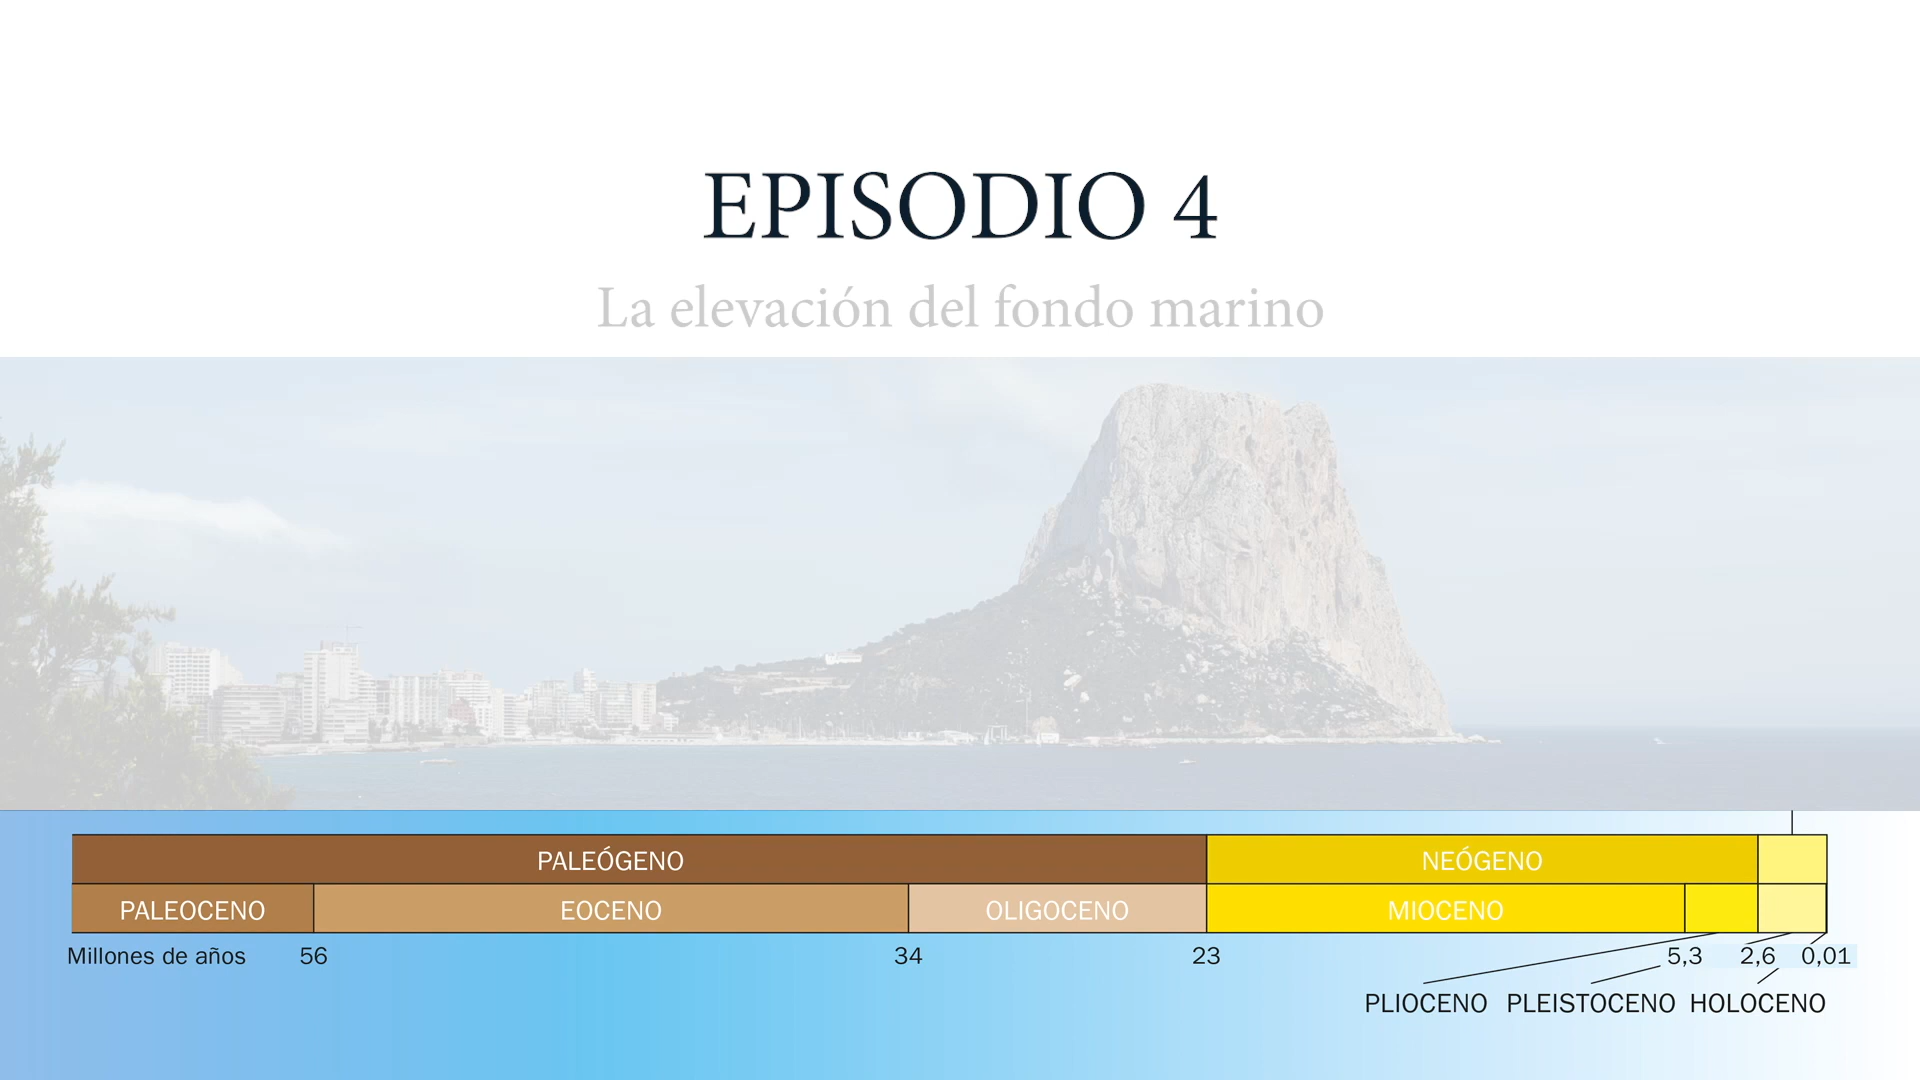 EPISODIO 4
La elevación del fondo marino
PALEÓGENO NEÓGENO
PALEOCENO EOCENO OLIGOCENO MIOCENO
Millones de años 56 34 23 5,3 2,6 0,01
PLIOCENO PLEISTOCENO HOLOCENO